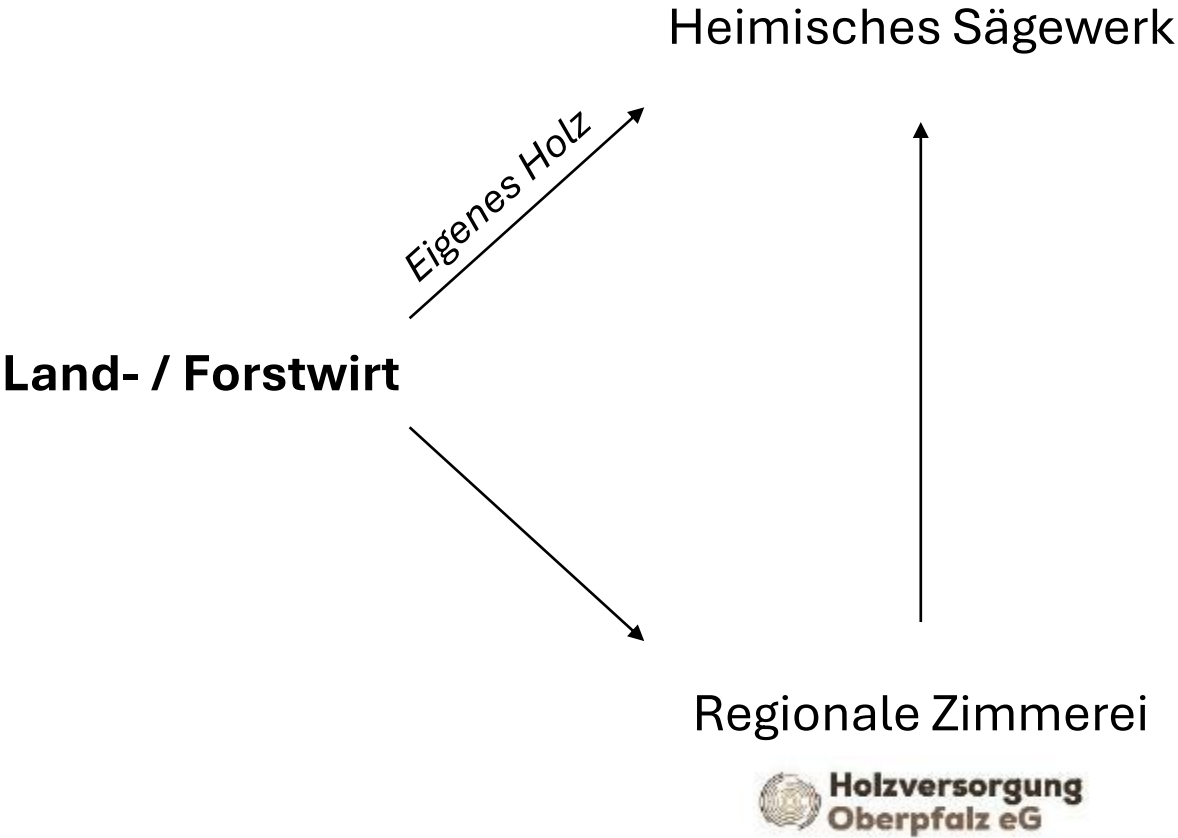 Heimisches Sägewerk
Eigenes Holz
Land- / Forstwirt
Regionale Zimmerei
Holzversorgung
Oberpfalz eG